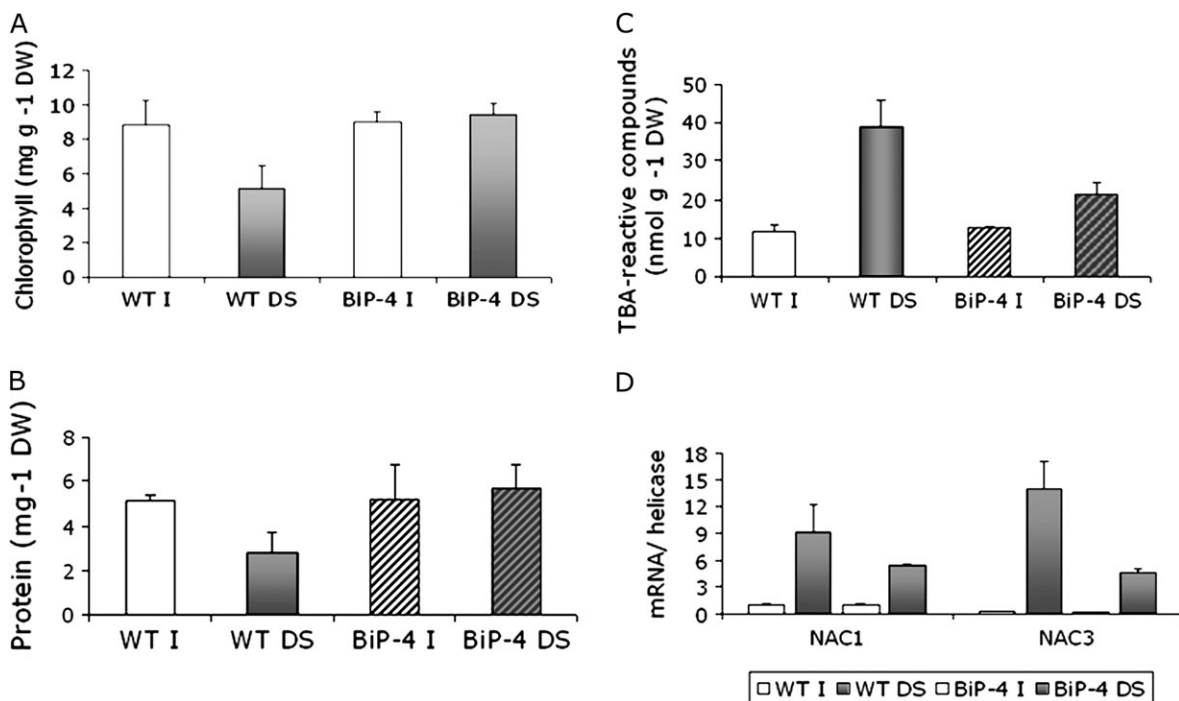 A
Chlorophyll (mg g -1 DW)
12
10
8
6
4
2
0
WT I WT DS BiP-4 I BiP-4 DS
B
Protein (mg-1 DW)
8
6
4
2
0
WT I WT DS BiP-4 I BiP-4 DS
C
TBA-reactive compounds
(nmol g -1 DW)
50
40
30
20
10
0
WT I WT DS BiP-4 I BiP-4 DS
D
mRNA/ helicase
18
15
12
9
6
3
0
NAC1 NAC3
WT I WT DS BiP-4 I BiP-4 DS